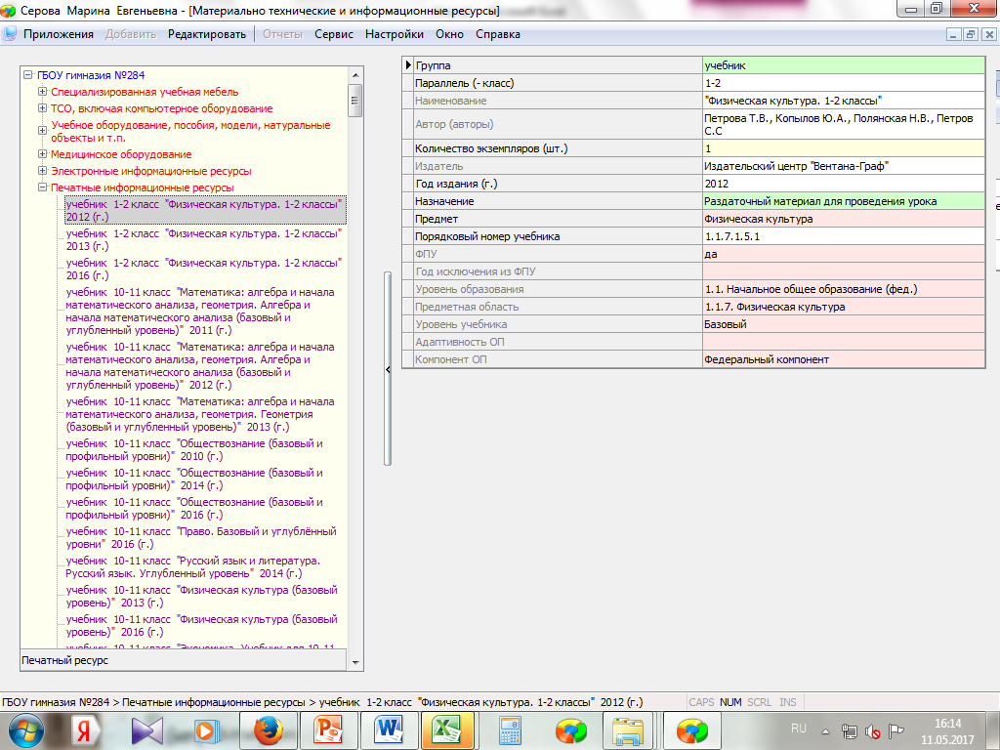 Серова Марина Евгеньевна - [Материально технические и информационные ресурсы]
Приложения Добавить Редактировать Отчеты Сервис Настройки Окно Справка
ГБОУ гимназия №284
Специализированная учебная мебель
ТСО, включая компьютерное оборудование
Учебное оборудование, пособия, модели, натуральные
объекты и т.п.
Медицинское оборудование
Электронные информационные ресурсы
Печатные информационные ресурсы
учебник 1-2 класс "Физическая культура. 1-2 классы"
2012 (г.)
учебник 1-2 класс "Физическая культура. 1-2 классы"
2013 (г.)
учебник 1-2 класс "Физическая культура. 1-2 классы"
2016 (г.)
учебник 10-11 класс "Математика: алгебра и начала
математического анализа, геометрия. Алгебра и
начала математического анализа (базовый и
углубленный уровень)" 2011 (г.)
учебник 10-11 класс "Математика: алгебра и начала
математического анализа, геометрия. Алгебра и
начала математического анализа (базовый и
углубленный уровень)" 2012 (г.)
учебник 10-11 класс "Математика: алгебра и начала
математического анализа, геометрия. Геометрия
(базовый и углубленный уровень)" 2013 (г.)
учебник 10-11 класс "Обществознание (базовый и
профильный уровни)" 2010 (г.)
учебник 10-11 класс "Обществознание (базовый и
профильный уровни)" 2014 (г.)
учебник 10-11 класс "Обществознание (базовый и
профильный уровни)" 2016 (г.)
учебник 10-11 класс "Право. Базовый и углублённый
уровни" 2016 (г.)
учебник 10-11 класс "Русский язык и литература.
Русский язык. Углубленный уровень" 2014 (г.)
учебник 10-11 класс "Физическая культура (базовый
уровень)" 2013 (г.)
учебник 10-11 класс "Физическая культура (базовый
уровень)" 2016 (г.)
учебник 10-11 класс "Экономика. Учебник для 10-11
Печатный ресурс
Группа учебник
Параллель (- класс) 1-2
Наименование "Физическая культура. 1-2 классы"
Автор (авторы) Петрова Т.В., Копылов Ю.А., Полянская Н.В., Петров
С.С
Количество экземпляров (шт.) 1
Издатель Издательский центр "Вентана-Граф"
Год издания (г.) 2012
Назначение Раздаточный материал для проведения урока
Предмет Физическая культура
Порядковый номер учебника 1.1.7.1.5.1
ФПУ да
Год исключения из ФПУ
Уровень образования 1.1. Начальное общее образование (фед.)
Предметная область 1.1.7. Физическая культура
Уровень учебника Базовый
Адаптивность ОП
Компонент ОП Федеральный компонент
ГБОУ гимназия №284 > Печатные информационные ресурсы > учебник 1-2 класс "Физическая культура. 1-2 классы" 2012 (г.) CAPS NUM SCRL INS
RU 16:14
11.05.2017